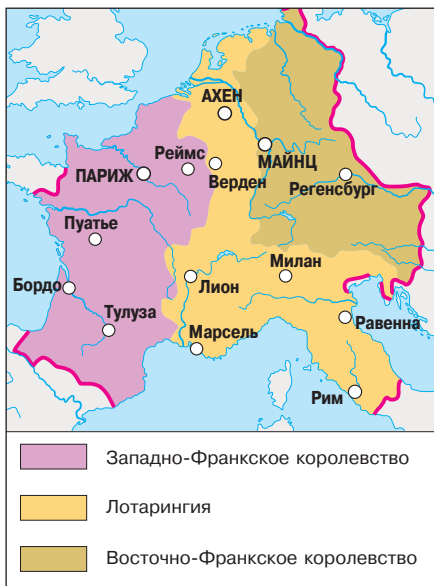 АХЕН
Реймс
МАЙНЦ
ПАРИЖ
Верден
Регенсбург
Пуатье
Милан
Бордо
Лион
Тулуза
Марсель
Равенна
Рим
Западно-Франкское королевство
Лотарингия
Восточно-Франкское королевство